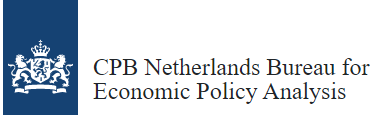 CPB Netherlands Bureau for
Economic Policy Analysis